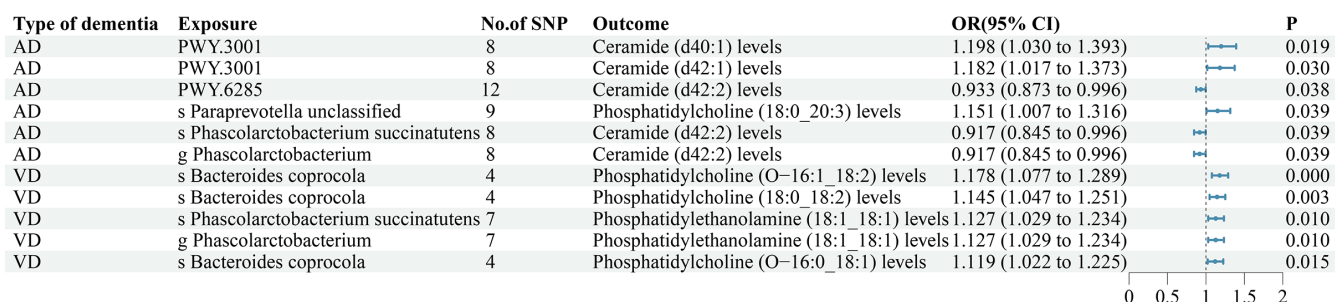 Type of dementia Exposure No.of SNP Outcome OR(95% CI) P
AD PWY.3001 8 Ceramide (d40:1) levels 1.198 (1.030 to 1.393) 0.019
AD PWY.3001 8 Ceramide (d42:1) levels 1.182 (1.017 to 1.373) 0.030
AD PWY.6285 12 Ceramide (d42:2) levels 0.933 (0.873 to 0.996) 0.038
AD s Paraprevotella unclassified 9 Phosphatidylcholine (18:0_20:3) levels 1.151 (1.007 to 1.316) 0.039
AD s Phascolarctobacterium succinatutens 8 Ceramide (d42:2) levels 0.917 (0.845 to 0.996) 0.039
AD g Phascolarctobacterium 8 Ceramide (d42:2) levels 0.917 (0.845 to 0.996) 0.039
VD s Bacteroides coprocola 4 Phosphatidylcholine (O−16:1_18:2) levels 1.178 (1.077 to 1.289) 0.000
VD s Bacteroides coprocola 4 Phosphatidylcholine (18:0_18:2) levels 1.145 (1.047 to 1.251) 0.003
VD s Phascolarctobacterium succinatutens 7 Phosphatidylethanolamine (18:1_18:1) levels 1.127 (1.029 to 1.234) 0.010
VD g Phascolarctobacterium 7 Phosphatidylethanolamine (18:1_18:1) levels 1.127 (1.029 to 1.234) 0.010
VD s Bacteroides coprocola 4 Phosphatidylcholine (O−16:0_18:1) levels 1.119 (1.022 to 1.225) 0.015
0 0.5 1 1.5 2